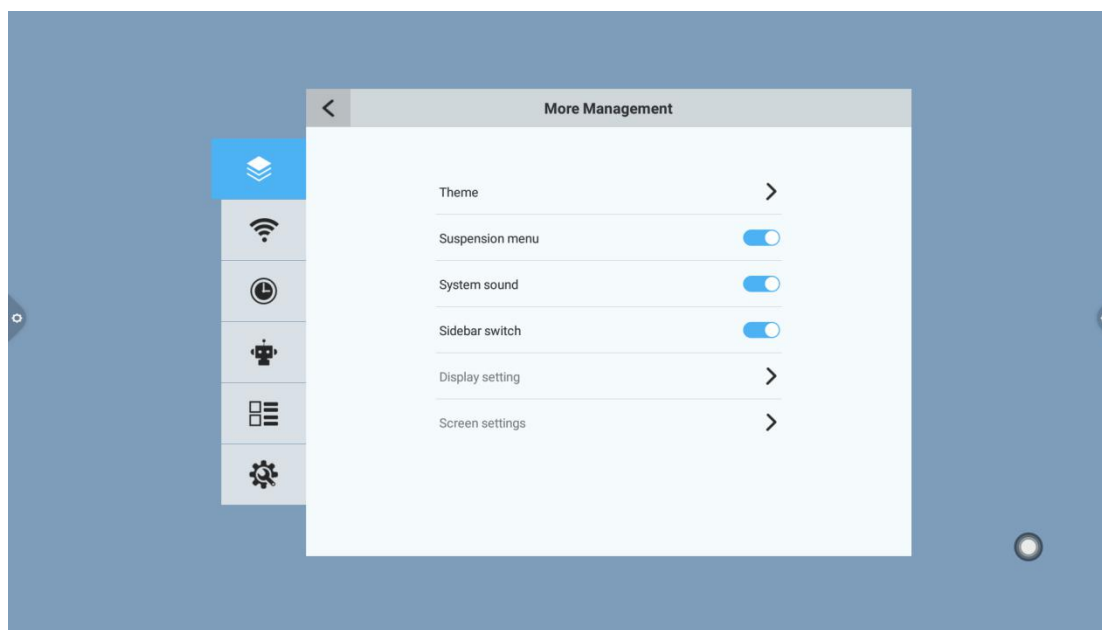 More Management
Theme
Suspension menu
System sound
Sidebar switch
Display setting
Screen settings